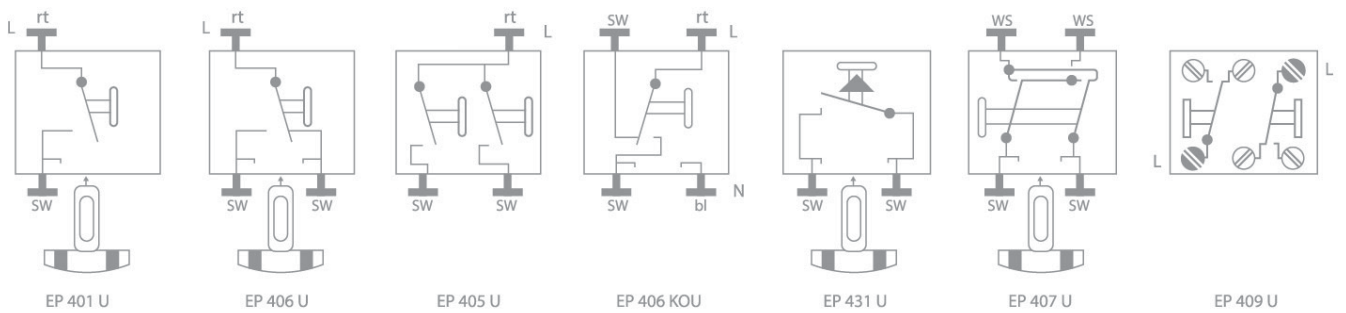 rt rt rt SW rt WS WS
L L L L L
L
SW SW SW SW SW SW bl N SW SW SW SW
EP 401 U EP 406 U EP 405 U EP 406 KOU EP 431 U EP 407 U EP 409 U